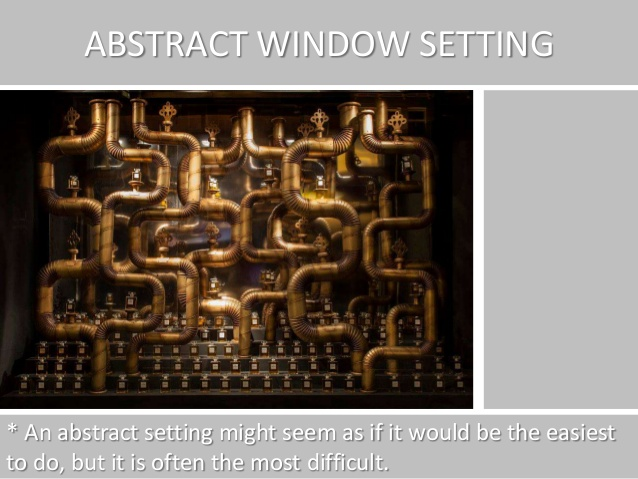 ABSTRACT WINDOW SETTING
* An abstract setting might seem as if it would be the easiest
to do, but it is often the most difficult.